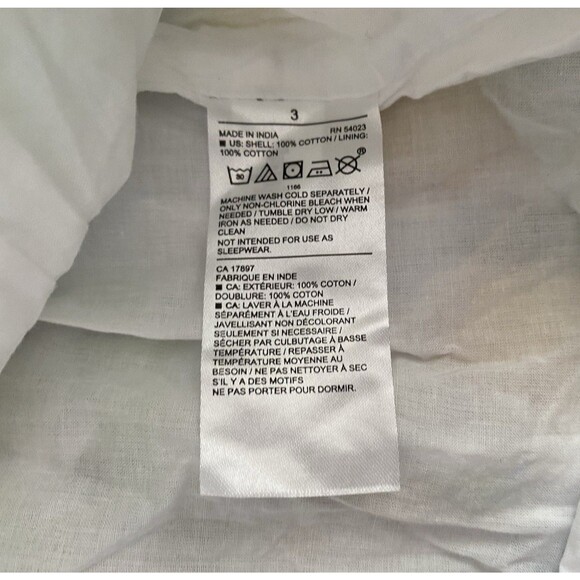 3
MADE IN INDIA RN 54023
■ US: SHELL: 100% COTTON / LINING:
100% COTTON
30
1166
MACHINE WASH COLD SEPARATELY /
ONLY NON-CHLORINE BLEACH WHEN
NEEDED / TUMBLE DRY LOW / WARM
IRON AS NEEDED / DO NOT DRY
CLEAN
NOT INTENDED FOR USE AS
SLEEPWEAR.
CA 17897
FABRIQUE EN INDE
■ CA: EXTÉRIEUR: 100% COTON /
DOUBLURE: 100% COTON
■ CA: LAVER À LA MACHINE
SÉPARÉMENT À L'EAU FROIDE /
JAVELLISANT NON DÉCOLORANT
SEULEMENT SI NECESSAIRE /
SÉCHER PAR CULBUTAGE À BASSE
TEMPÉRATURE / REPASSER À
TEMPÉRATURE MOYENNE AU
BESOIN / NE PAS NETTOYER À SEC
S'IL Y A DES MOTIFS
NE PAS PORTER POUR DORMIR.